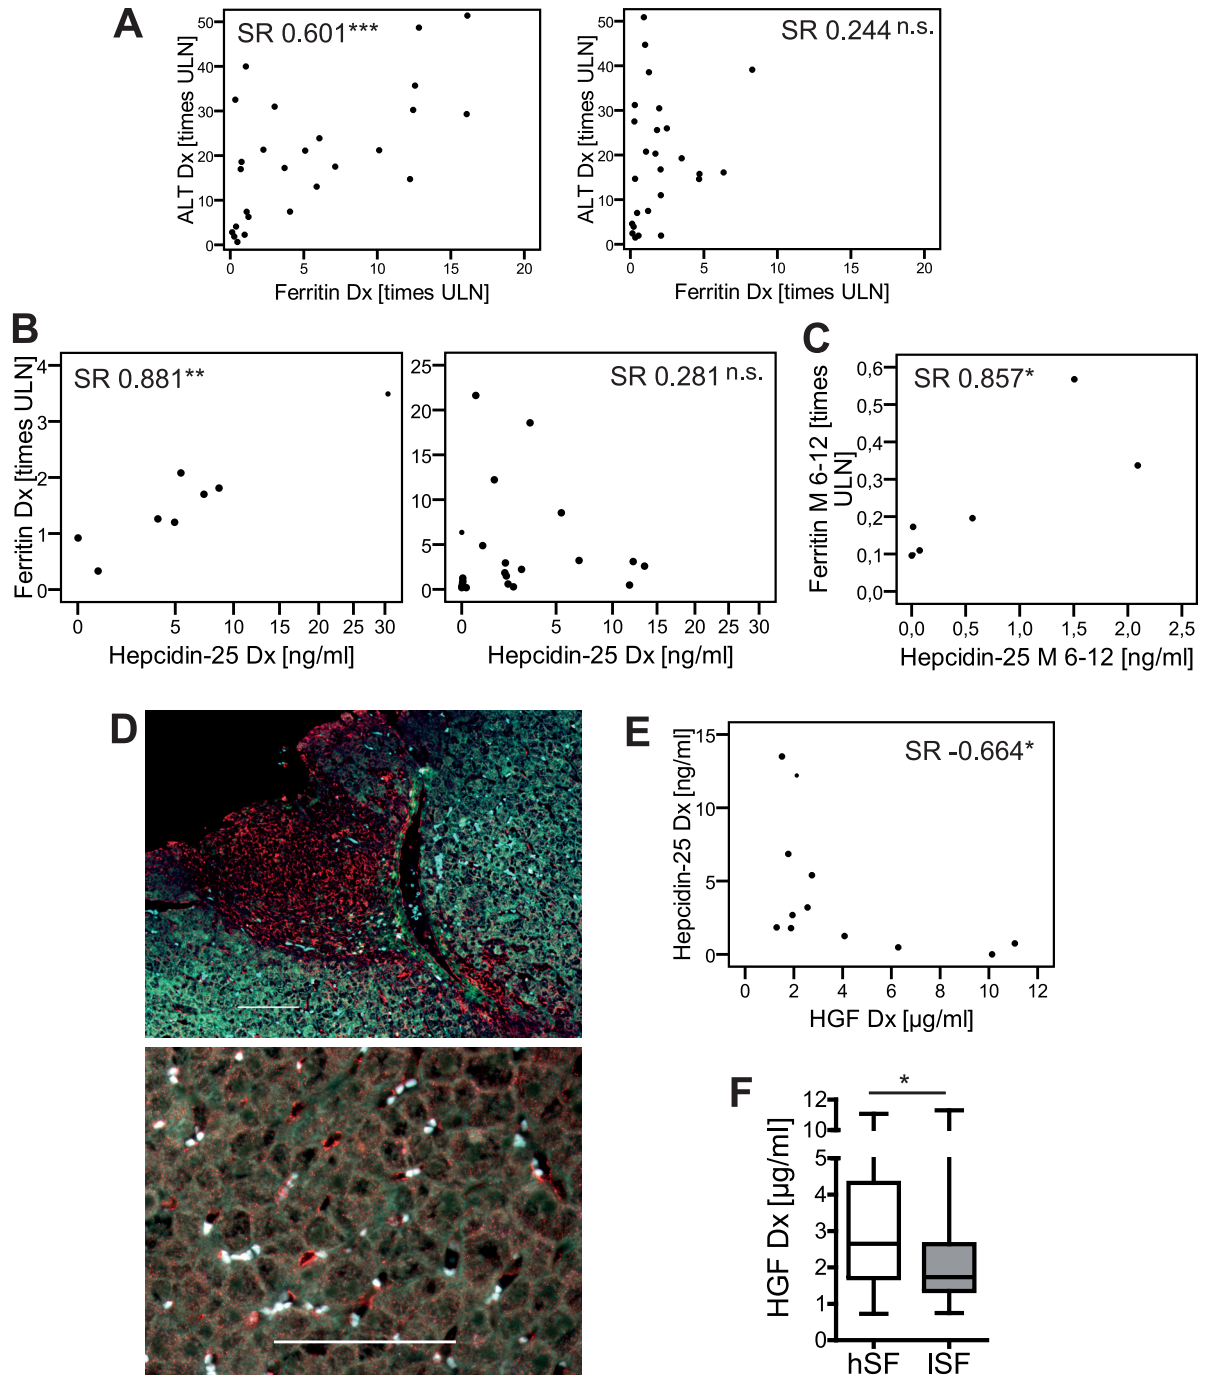 A
SR 0.601***
ALT Dx [times ULN]
50
40
30
20
10
0
0 5 10 15 20
Ferritin Dx [times ULN]
SR 0.244 n.s.
ALT Dx [times ULN]
50
40
30
20
10
0
0 5 10 15 20
Ferritin Dx [times ULN]
B
SR 0.881**
Ferritin Dx [times ULN]
4
3
2
1
0
0 5 10 15 20 25 30
Hepcidin-25 Dx [ng/ml]
SR 0.281 n.s.
25
20
15
10
5
0
0 5 10 15 20 25 30
Hepcidin-25 Dx [ng/ml]
C
SR 0.857*
Ferritin M 6-12 [times
ULN]
0,6
0,5
0,4
0,3
0,2
0,1
0,0
0,0 0,5 1,0 1,5 2,0 2,5
Hepcidin-25 M 6-12 [ng/ml]
D
E
SR -0.664*
Hepcidin-25 Dx [ng/ml]
15
10
5
0
0 2 4 6 8 10 12
HGF Dx [µg/ml]
F
*
HGF Dx [µg/ml]
12
10
5
4
3
2
1
0
hSF lSF